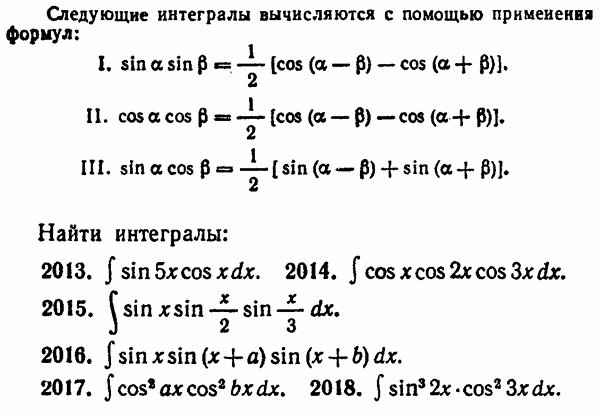 Следующие интегралы вычисляются с помощью применения
формул:
I. sin α sin β = 1/2 [cos (α — β) — cos (α + β)].
II. cos α cos β = 1/2 [cos (α — β) — cos (α + β)].
III. sin α cos β = 1/2 [ sin (α — β) + sin (α + β)].
Найти интегралы:
2013. ∫ sin 5x cos x dx. 2014. ∫ cos x cos 2x cos 3x dx.
2015. ∫ sin x sin x/2 sin x/3 dx.
2016. ∫ sin x sin (x + a) sin (x + b) dx.
2017. ∫ cos² ax cos² bx dx. 2018. ∫ sin³ 2x · cos² 3x dx.